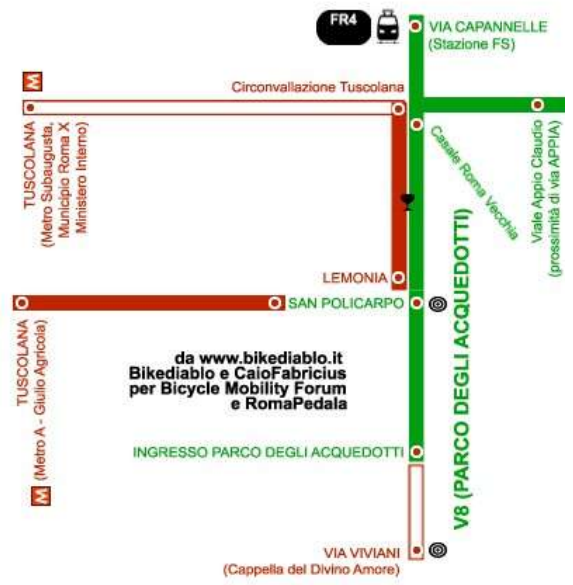 FR4
VIA CAPANNELLE
(Stazione FS)
M
Circonvallazione Tuscolana
TUSCOLANA
(Metro Subaugusta,
Municipio Roma X
Ministero Interno)
Casale Roma Vecchia
Viale Appio Claudio
(prossimità di via APPIA)
LEMONIA
SAN POLICARPO
TUSCOLANA
(Metro A - Giulio Agricola)
M
da www.bikediablo.it
Bikediablo e CaioFabricius
per Bicycle Mobility Forum
e RomaPedala
V8 (PARCO DEGLI ACQUEDOTTI)
INGRESSO PARCO DEGLI ACQUEDOTTI
VIA VIVIANI
(Cappella del Divino Amore)